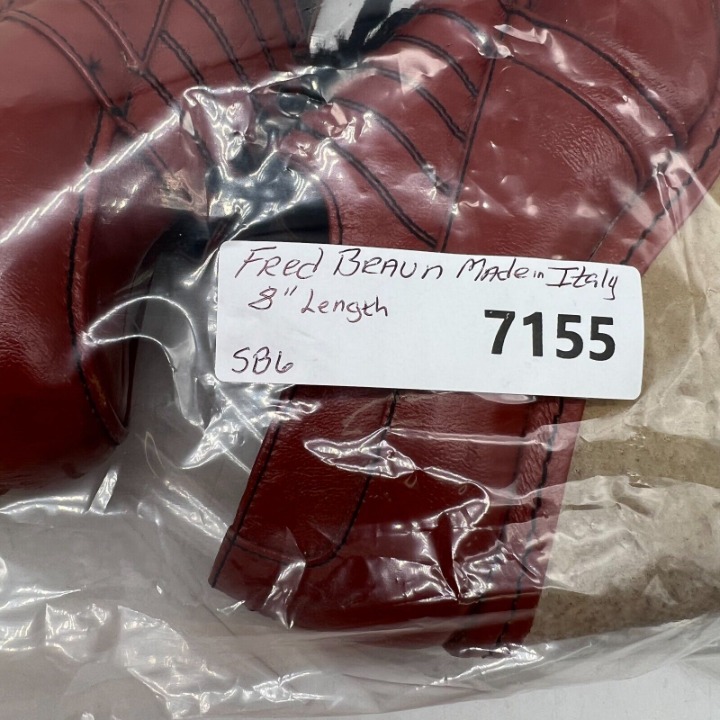 Fred Braun Made in Italy
8" Length
7155
SB6